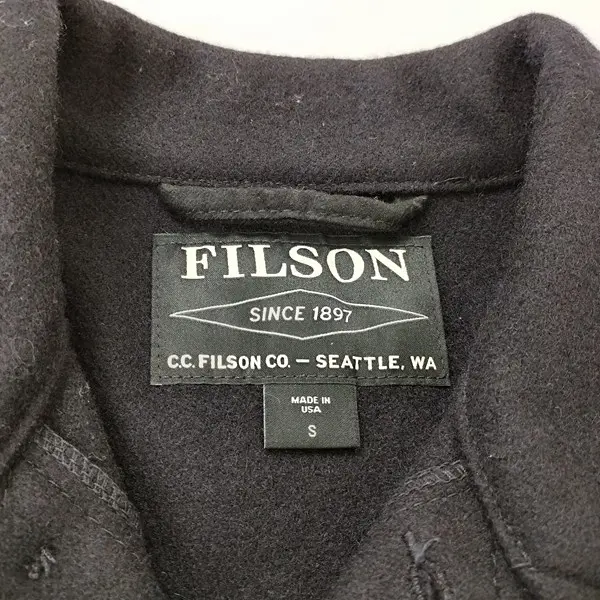 FILSON
SINCE 1897
C.C. FILSON CO. – SEATTLE, WA
MADE IN
USA
S